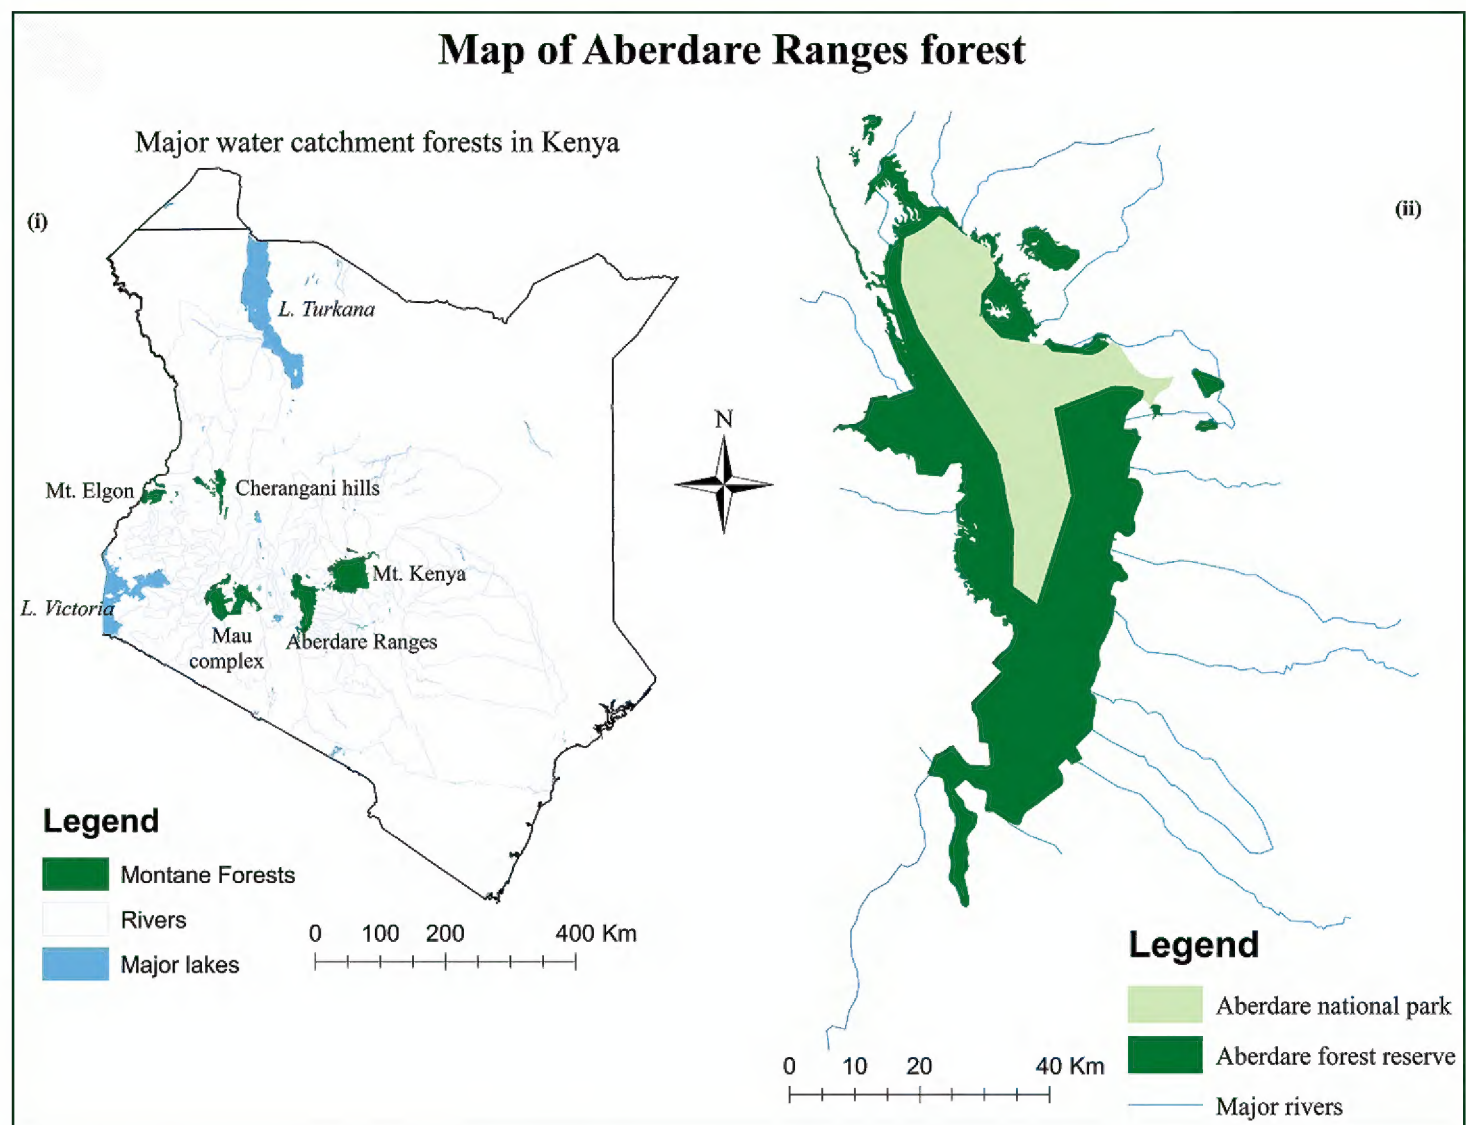 Map of Aberdare Ranges forest
Major water catchment forests in Kenya
(i)
L. Turkana
Mt. Elgon
Cherangani hills
Mt. Kenya
L. Victoria
Mau
complex
Aberdare Ranges
Legend
Montane Forests
Rivers
Major lakes
0 100 200 400 Km
N
(ii)
Legend
Aberdare national park
Aberdare forest reserve
Major rivers
0 10 20 40 Km